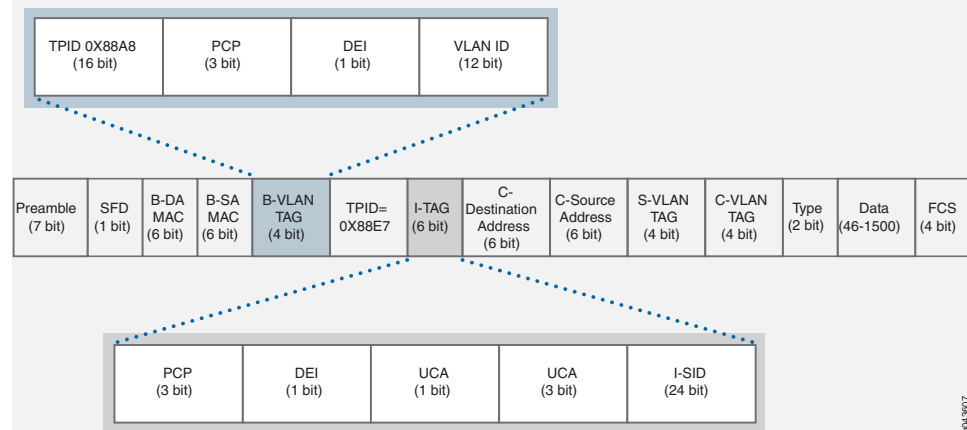 TPID 0X88A8
(16 bit)
PCP
(3 bit)
DEI
(1 bit)
VLAN ID
(12 bit)
Preamble
(7 bit)
SFD
(1 bit)
B-DA
MAC
(6 bit)
B-SA
MAC
(6 bit)
B-VLAN
TAG
(4 bit)
TPID=
0X88E7
I-TAG
(6 bit)
C-
Destination
Address
(6 bit)
C-Source
Address
(6 bit)
S-VLAN
TAG
(4 bit)
C-VLAN
TAG
(4 bit)
Type
(2 bit)
Data
(46-1500)
FCS
(4 bit)
PCP
(3 bit)
DEI
(1 bit)
UCA
(1 bit)
UCA
(3 bit)
I-SID
(24 bit)